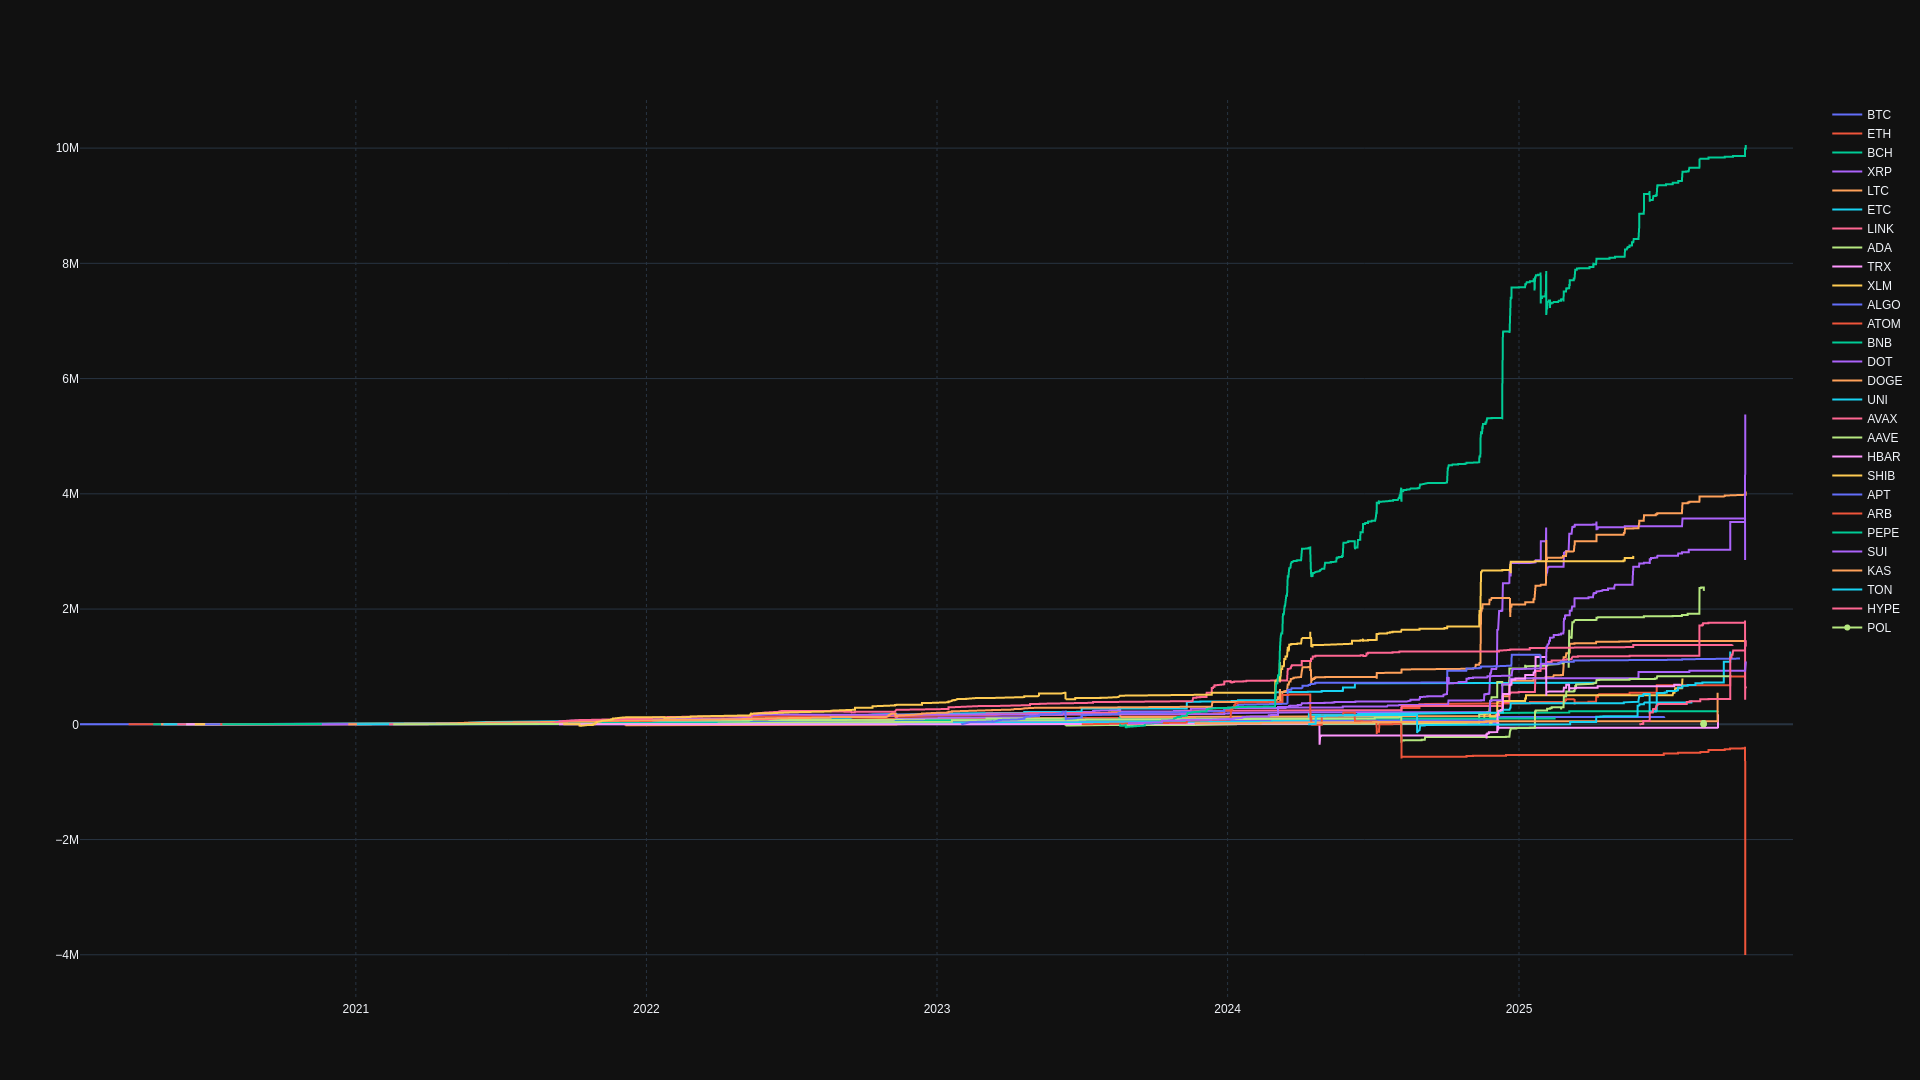 10M
8M
6M
4M
2M
0
−2M
−4M
2021
2022
2023
2024
2025
BTC
ETH
BCH
XRP
LTC
ETC
LINK
ADA
TRX
XLM
ALGO
ATOM
BNB
DOT
DOGE
UNI
AVAX
AAVE
HBAR
SHIB
APT
ARB
PEPE
SUI
KAS
TON
HYPE
POL